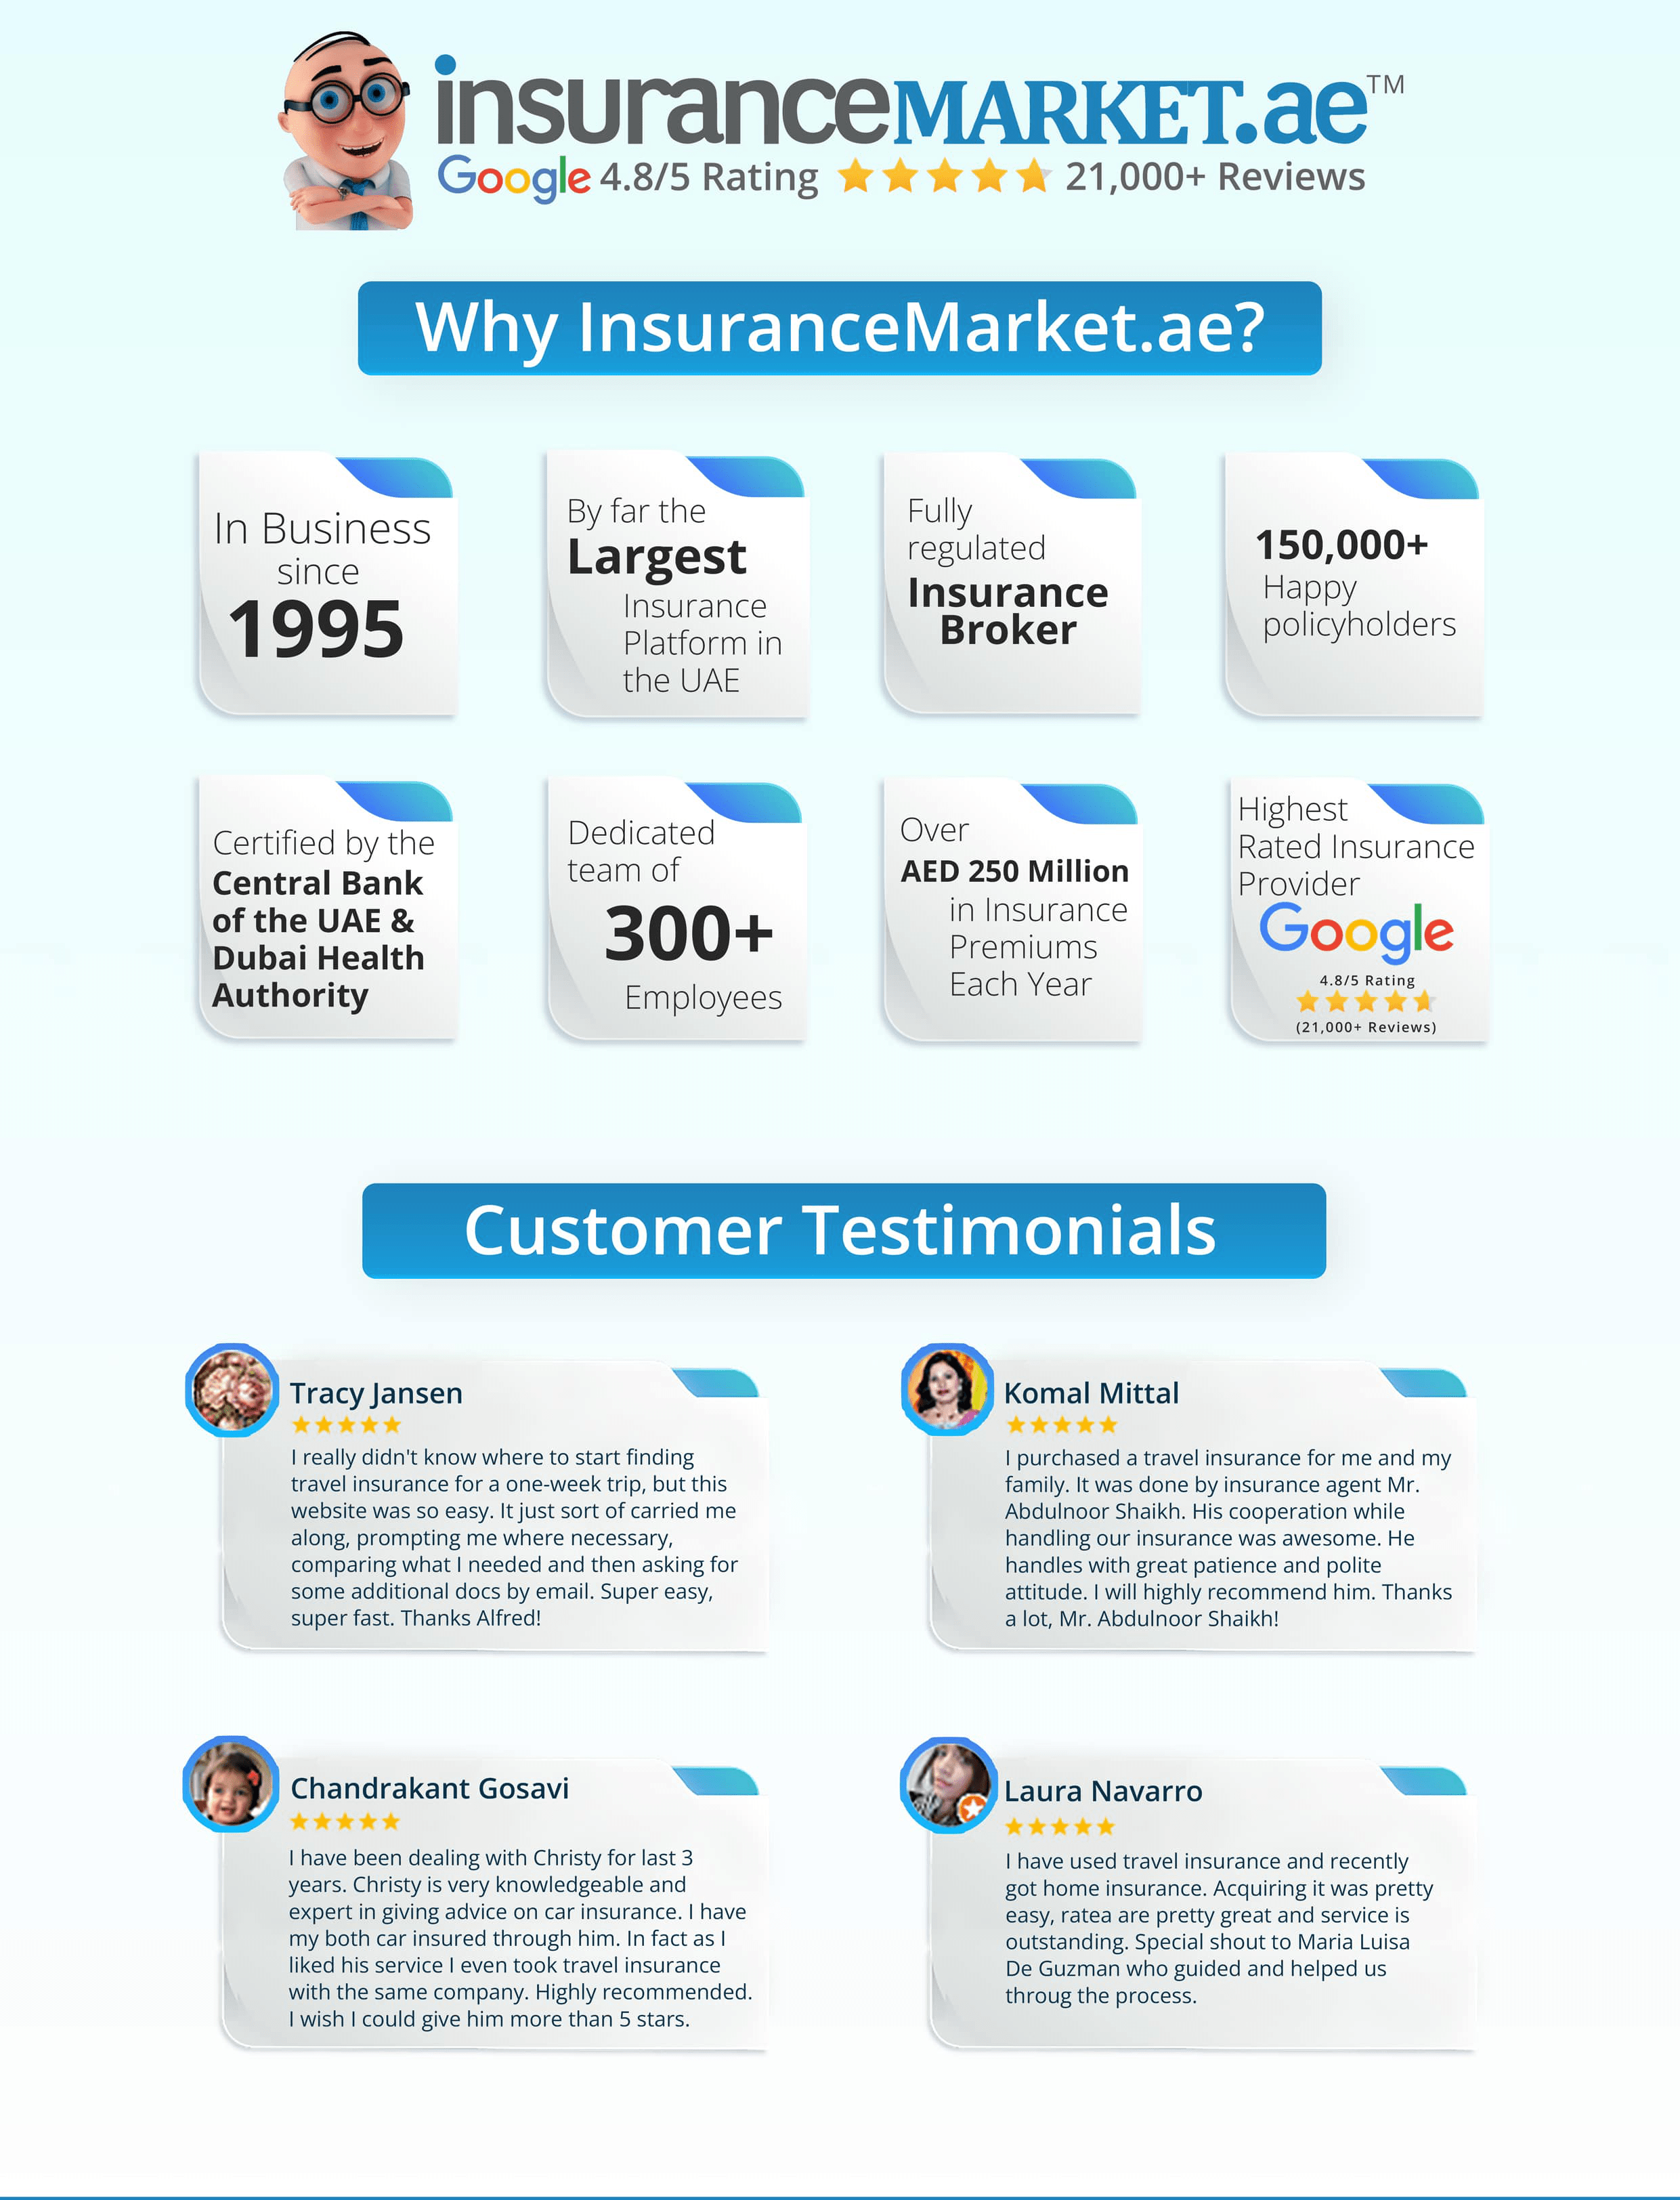 insuranceMARKET.ae™
Google 4.8/5 Rating 21,000+ Reviews
Why InsuranceMarket.ae?
In Business
since
1995
By far the
Largest
Insurance
Platform in
the UAE
Fully
regulated
Insurance
Broker
150,000+
Happy
policyholders
Certified by the
Central Bank
of the UAE &
Dubai Health
Authority
Dedicated
team of
300+
Employees
Over
AED 250 Million
in Insurance
Premiums
Each Year
Highest
Rated Insurance
Provider
Google
4.8/5 Rating
(21,000+ Reviews)
Customer Testimonials
Tracy Jansen
I really didn't know where to start finding
travel insurance for a one-week trip, but this
website was so easy. It just sort of carried me
along, prompting me where necessary,
comparing what I needed and then asking for
some additional docs by email. Super easy,
super fast. Thanks Alfred!
Komal Mittal
I purchased a travel insurance for me and my
family. It was done by insurance agent Mr.
Abdulnoor Shaikh. His cooperation while
handling our insurance was awesome. He
handles with great patience and polite
attitude. I will highly recommend him. Thanks
a lot, Mr. Abdulnoor Shaikh!
Chandrakant Gosavi
I have been dealing with Christy for last 3
years. Christy is very knowledgeable and
expert in giving advice on car insurance. I have
my both car insured through him. In fact as I
liked his service I even took travel insurance
with the same company. Highly recommended.
I wish I could give him more than 5 stars.
Laura Navarro
I have used travel insurance and recently
got home insurance. Acquiring it was pretty
easy, ratea are pretty great and service is
outstanding. Special shout to Maria Luisa
De Guzman who guided and helped us
throug the process.